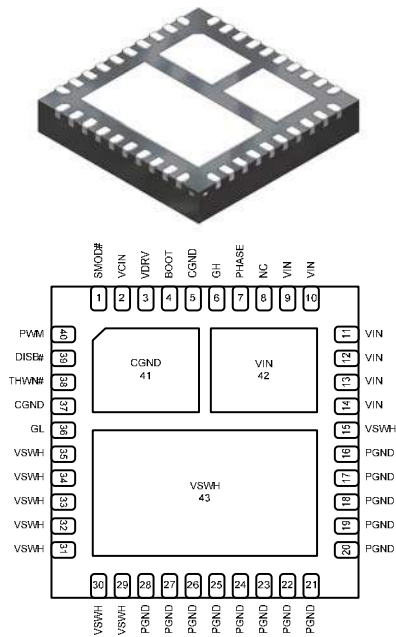 SMOD#
VCIN
VDRV
BOOT
CGND
GH
PHASE
NC
VIN
VIN
1 2 3 4 5 6 7 8 9 10
PWM 40
DISB# 39
THWN# 38
CGND 37
GL 36
VSWH 35
VSWH 34
VSWH 33
VSWH 32
VSWH 31
CGND
41
VIN
42
VSWH
43
11 VIN
12 VIN
13 VIN
14 VIN
15 VSWH
16 PGND
17 PGND
18 PGND
19 PGND
20 PGND
30 29 28 27 26 25 24 23 22 21
VSWH
VSWH
PGND
PGND
PGND
PGND
PGND
PGND
PGND
PGND